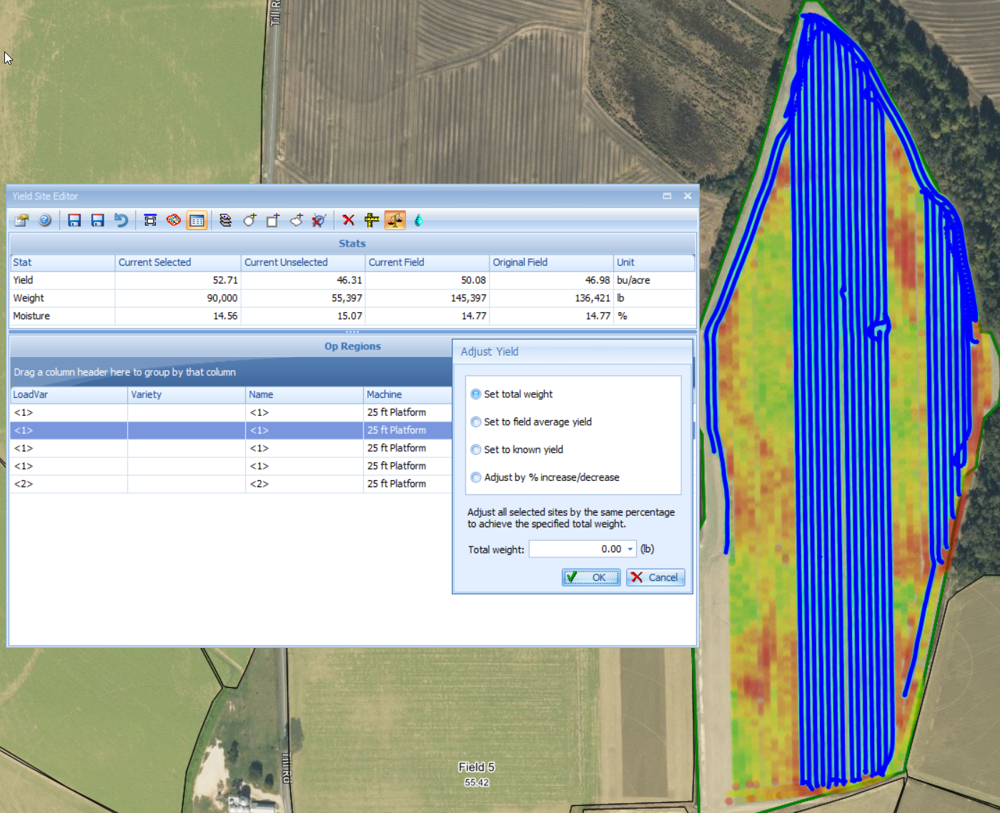 Till R
Yield Site Editor
Stats
Stat Current Selected Current Unselected Current Field Original Field Unit
Yield 52.71 46.31 50.08 46.98 bu/acre
Weight 90,000 55,397 145,397 136,421 lb
Moisture 14.56 15.07 14.77 14.77 %
Op Regions
Drag a column header here to group by that column
LoadVar Variety Name Machine
<1> <1> 25 ft Platform
<1> <1> 25 ft Platform
<1> <1> 25 ft Platform
<1> <1> 25 ft Platform
<2> <2> 25 ft Platform
Adjust Yield
Set total weight
Set to field average yield
Set to known yield
Adjust by % increase/decrease
Adjust all selected sites by the same percentage
to achieve the specified total weight.
Total weight: 0.00 (lb)
OK Cancel
Till Rd
Field 5
55.42